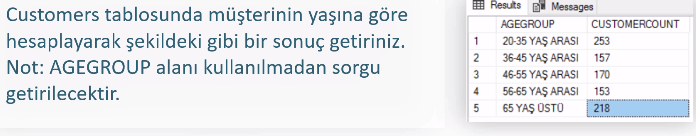 Customers tablosunda müşterinin yaşına göre
hesaplayarak şekildeki gibi bir sonuç getiriniz.
Not: AGEGROUP alanı kullanılmadan sorgu
getirilecektir.
Results Messages
AGEGROUP CUSTOMERCOUNT
1 20-35 YAŞ ARASI 253
2 36-45 YAŞ ARASI 157
3 46-55 YAŞ ARASI 170
4 56-65 YAŞ ARASI 153
5 65 YAŞ ÜSTÜ 218